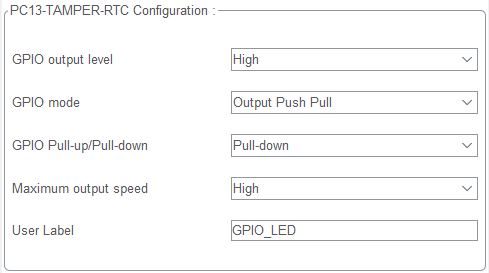 PC13-TAMPER-RTC Configuration :
GPIO output level High
GPIO mode Output Push Pull
GPIO Pull-up/Pull-down Pull-down
Maximum output speed High
User Label GPIO_LED